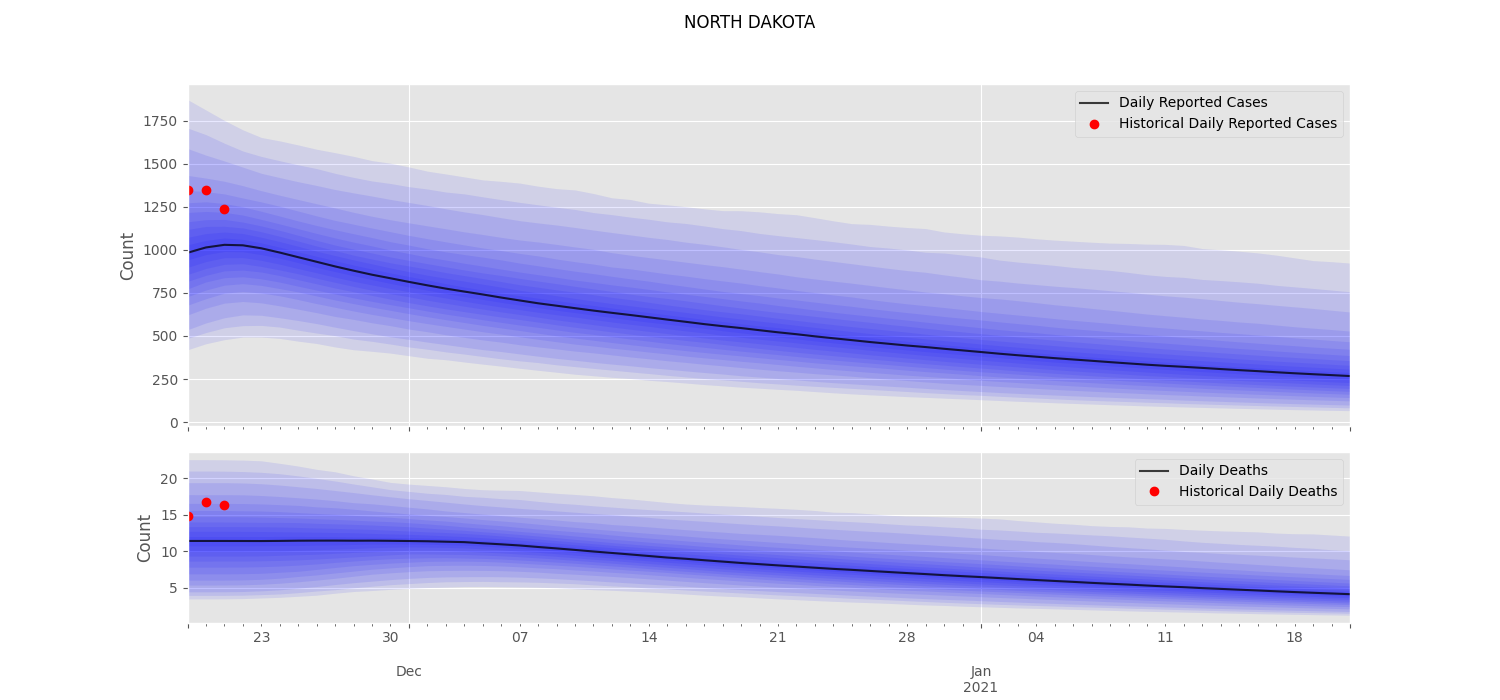 NORTH DAKOTA
Count
1750
1500
1250
1000
750
500
250
0
Daily Reported Cases
Historical Daily Reported Cases
Count
20
15
10
5
Daily Deaths
Historical Daily Deaths
23 30 07 14 21 28 04 11 18
Dec Jan
2021